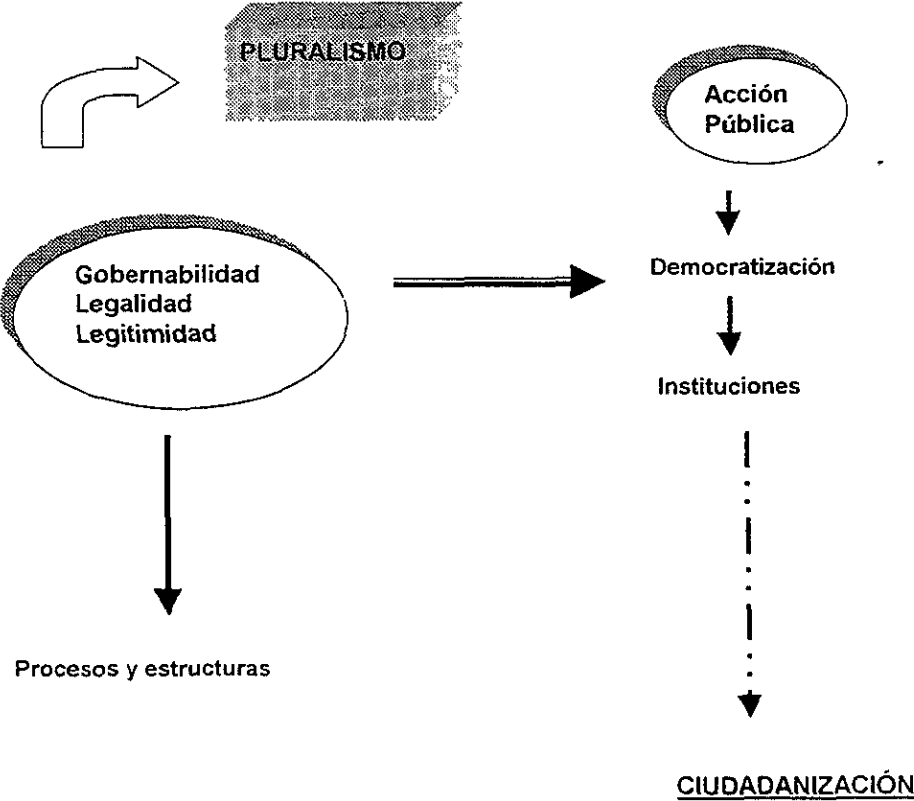 PLURALISMO
Acción
Pública
Gobernabilidad
Legalidad
Legitimidad
Democratización
Instituciones
Procesos y estructuras
CIUDADANIZACIÓN